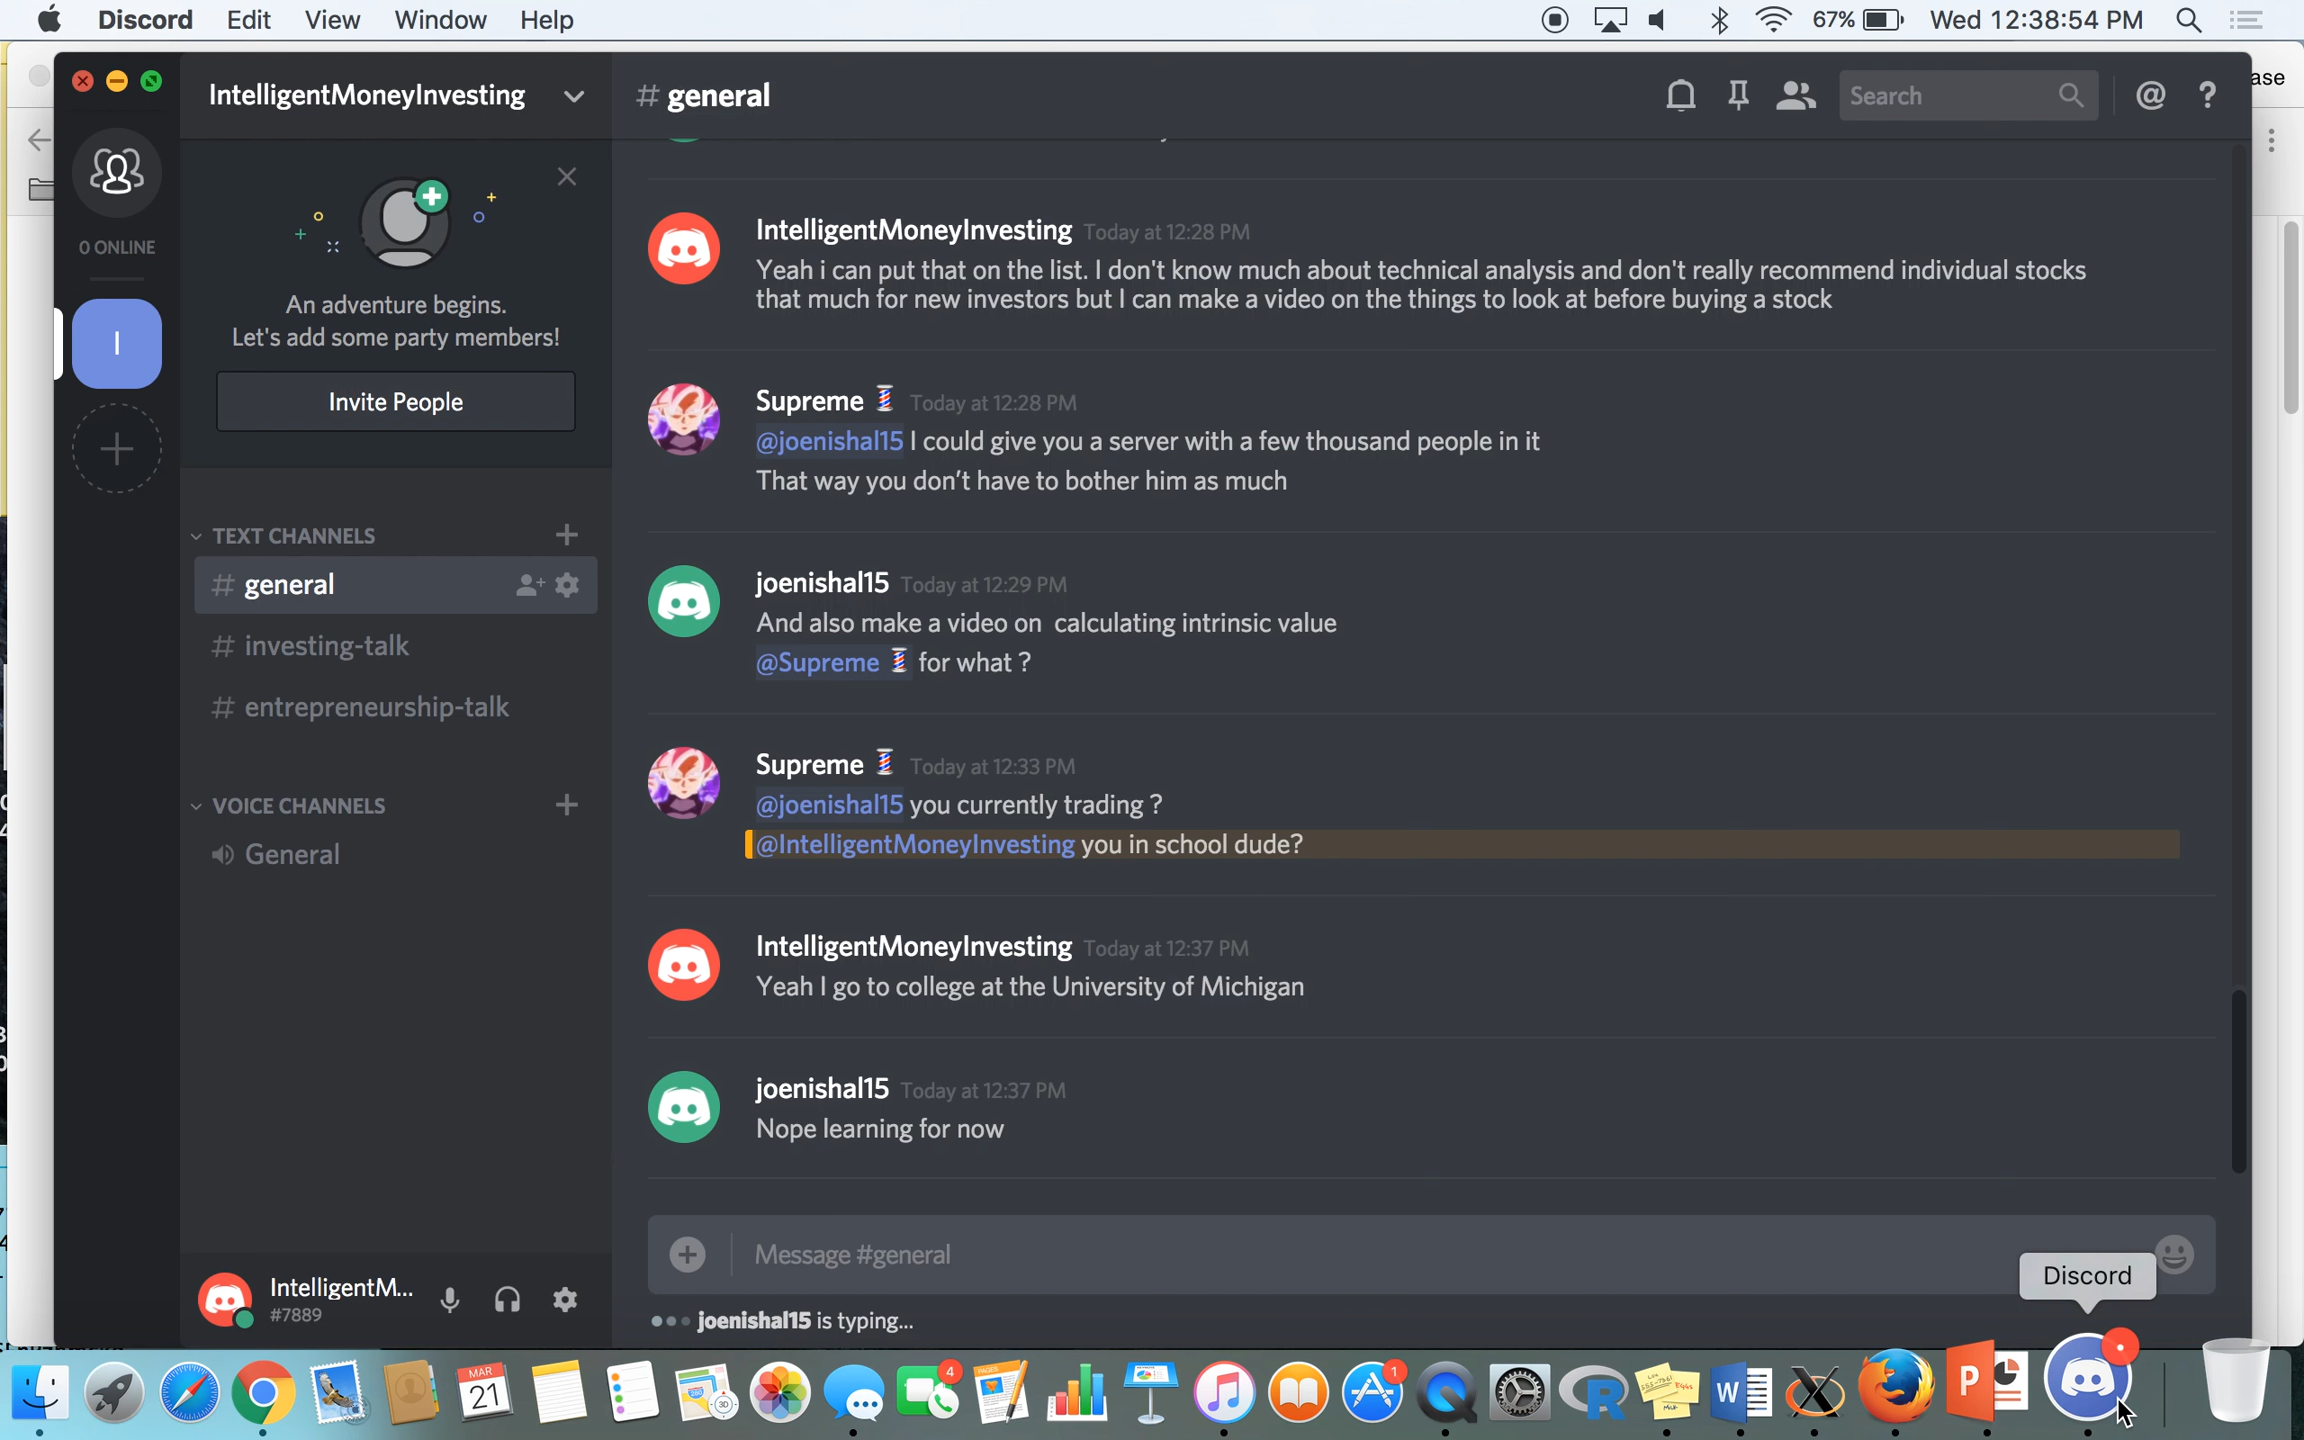 Discord Edit View Window Help 67% Wed 12:38:54 PM
ase
IntelligentMoneyInvesting
# general
Search
@ ?
0 ONLINE
I
An adventure begins.
Let's add some party members!
Invite People
TEXT CHANNELS
# general
# investing-talk
# entrepreneurship-talk
VOICE CHANNELS
General
IntelligentM...
#7889
IntelligentMoneyInvesting Today at 12:28 PM
Yeah i can put that on the list. I don't know much about technical analysis and don't really recommend individual stocks
that much for new investors but I can make a video on the things to look at before buying a stock
Supreme 💈 Today at 12:28 PM
@joenishal15 I could give you a server with a few thousand people in it
That way you don't have to bother him as much
joenishal15 Today at 12:29 PM
And also make a video on calculating intrinsic value
@Supreme 💈 for what ?
Supreme 💈 Today at 12:33 PM
@joenishal15 you currently trading ?
@IntelligentMoneyInvesting you in school dude?
IntelligentMoneyInvesting Today at 12:37 PM
Yeah I go to college at the University of Michigan
joenishal15 Today at 12:37 PM
Nope learning for now
Message #general
Discord
joenishal15 is typing...
MAR
21
280
3D
4
PAGES
1
R
W
X
P